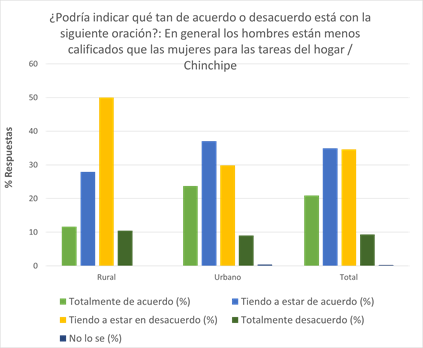 ¿Podría indicar qué tan de acuerdo o desacuerdo está con la
siguiente oración?: En general los hombres están menos
calificados que las mujeres para las tareas del hogar /
Chinchipe
60
50
40
30
20
10
0
% Respuestas
Rural Urbano Total
Totalmente de acuerdo (%) Tiendo a estar de acuerdo (%)
Tiendo a estar en desacuerdo (%) Totalmente desacuerdo (%)
No lo se (%)